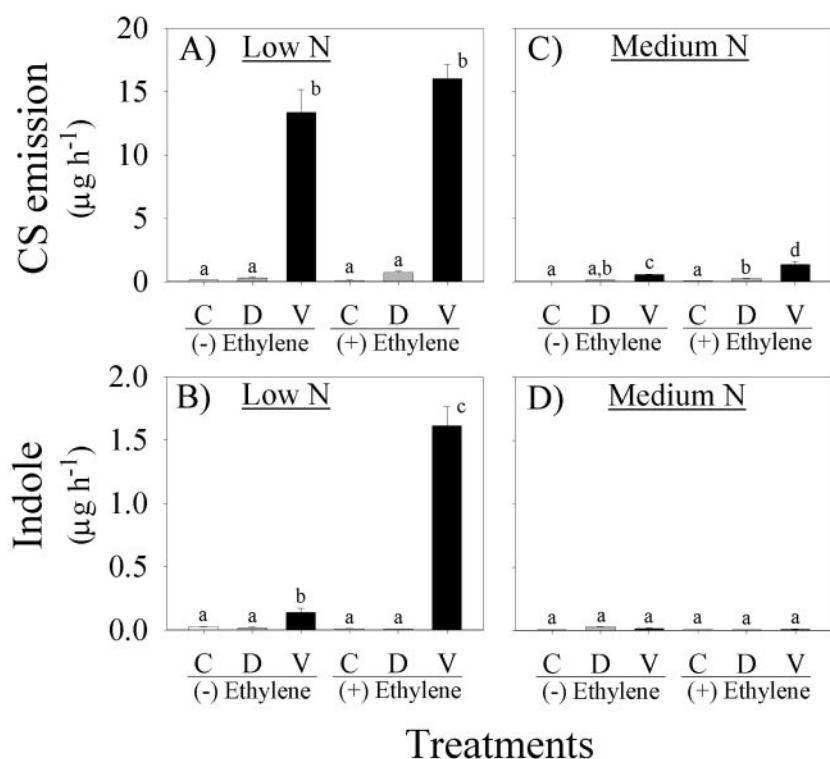 A) Low N
20
15
10
5
0
CS emission
(µg h⁻¹)
a a b a a b
C D V C D V
(-) Ethylene (+) Ethylene
C) Medium N
a a,b c a b d
C D V C D V
(-) Ethylene (+) Ethylene
B) Low N
2.0
1.5
1.0
0.5
0.0
Indole
(µg h⁻¹)
a a b a a c
C D V C D V
(-) Ethylene (+) Ethylene
D) Medium N
a a a a a a
C D V C D V
(-) Ethylene (+) Ethylene
Treatments